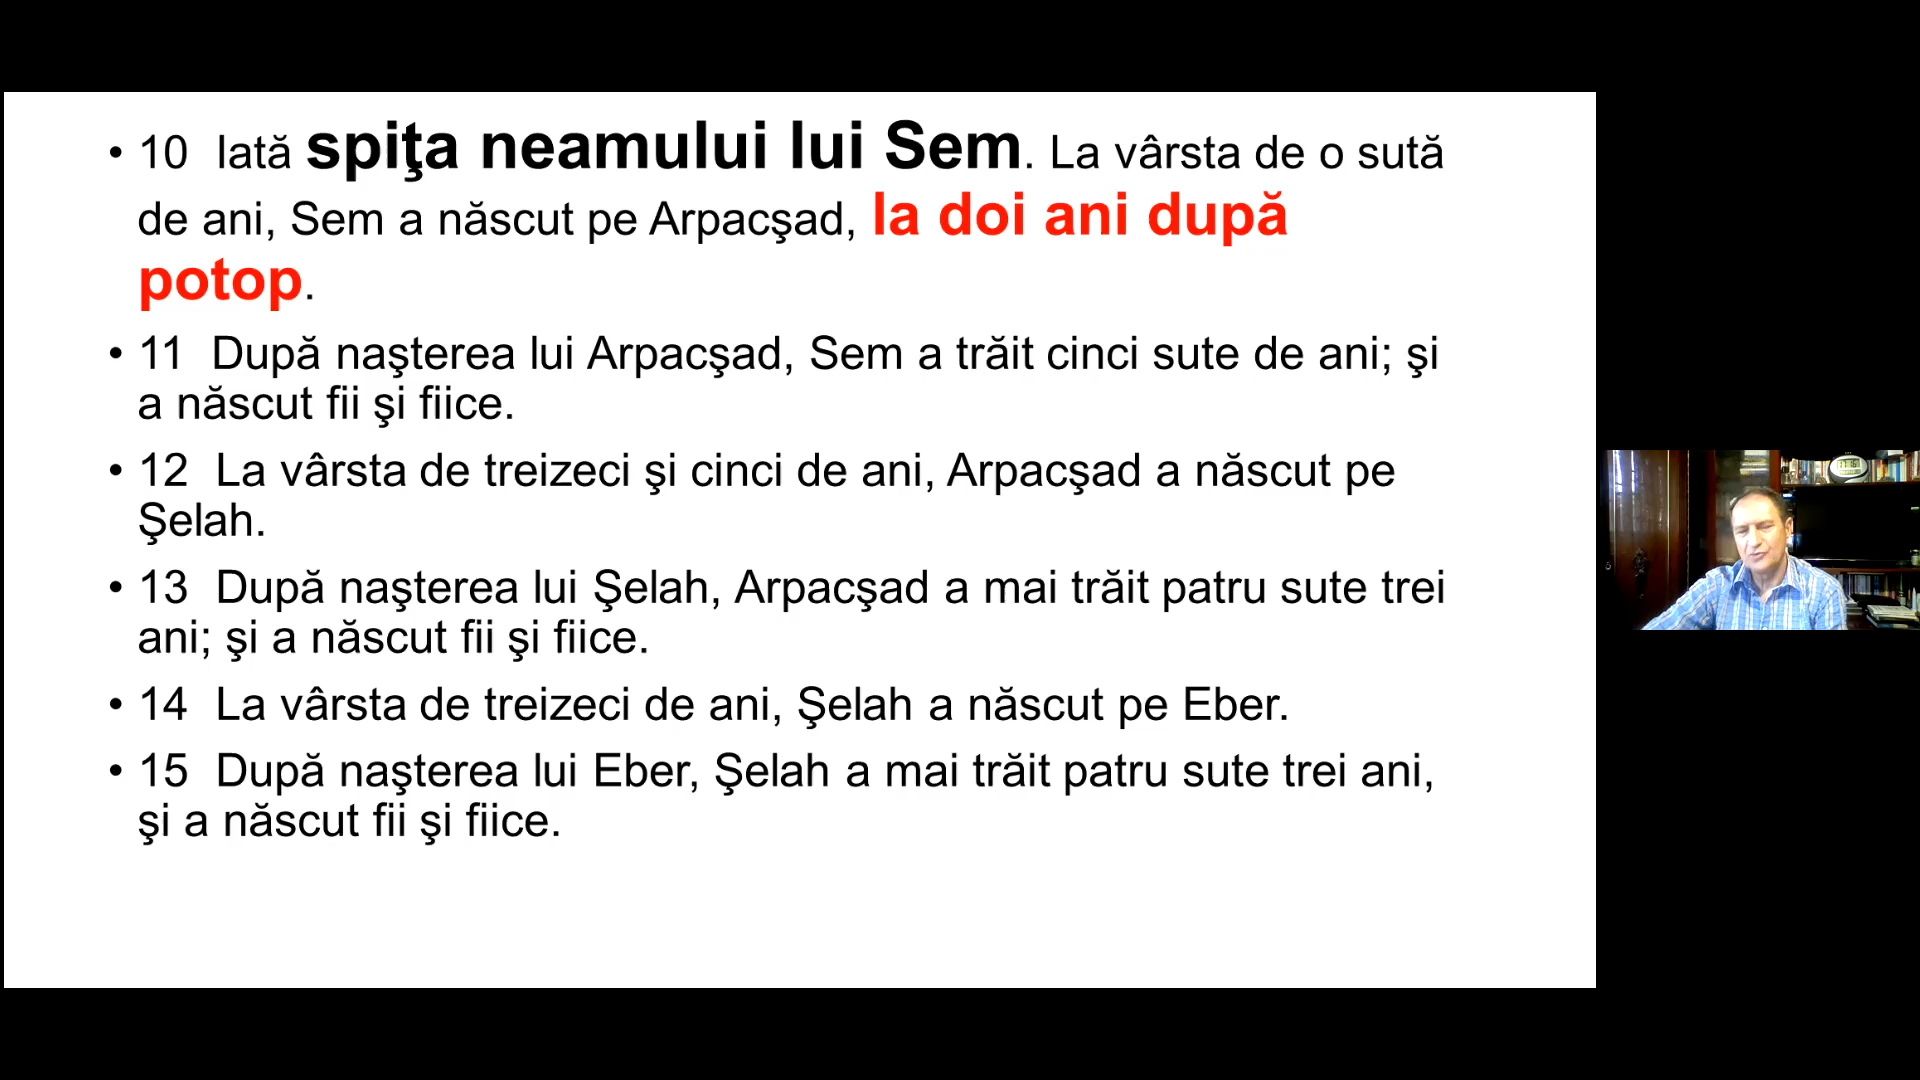 • 10 Iată spiţa neamului lui Sem. La vârsta de o sută
de ani, Sem a născut pe Arpacşad, la doi ani după
potop.
• 11 După naşterea lui Arpacşad, Sem a trăit cinci sute de ani; şi
a născut fii şi fiice.
• 12 La vârsta de treizeci şi cinci de ani, Arpacşad a născut pe
Şelah.
• 13 După naşterea lui Şelah, Arpacşad a mai trăit patru sute trei
ani; şi a născut fii şi fiice.
• 14 La vârsta de treizeci de ani, Şelah a născut pe Eber.
• 15 După naşterea lui Eber, Şelah a mai trăit patru sute trei ani,
şi a născut fii şi fiice.